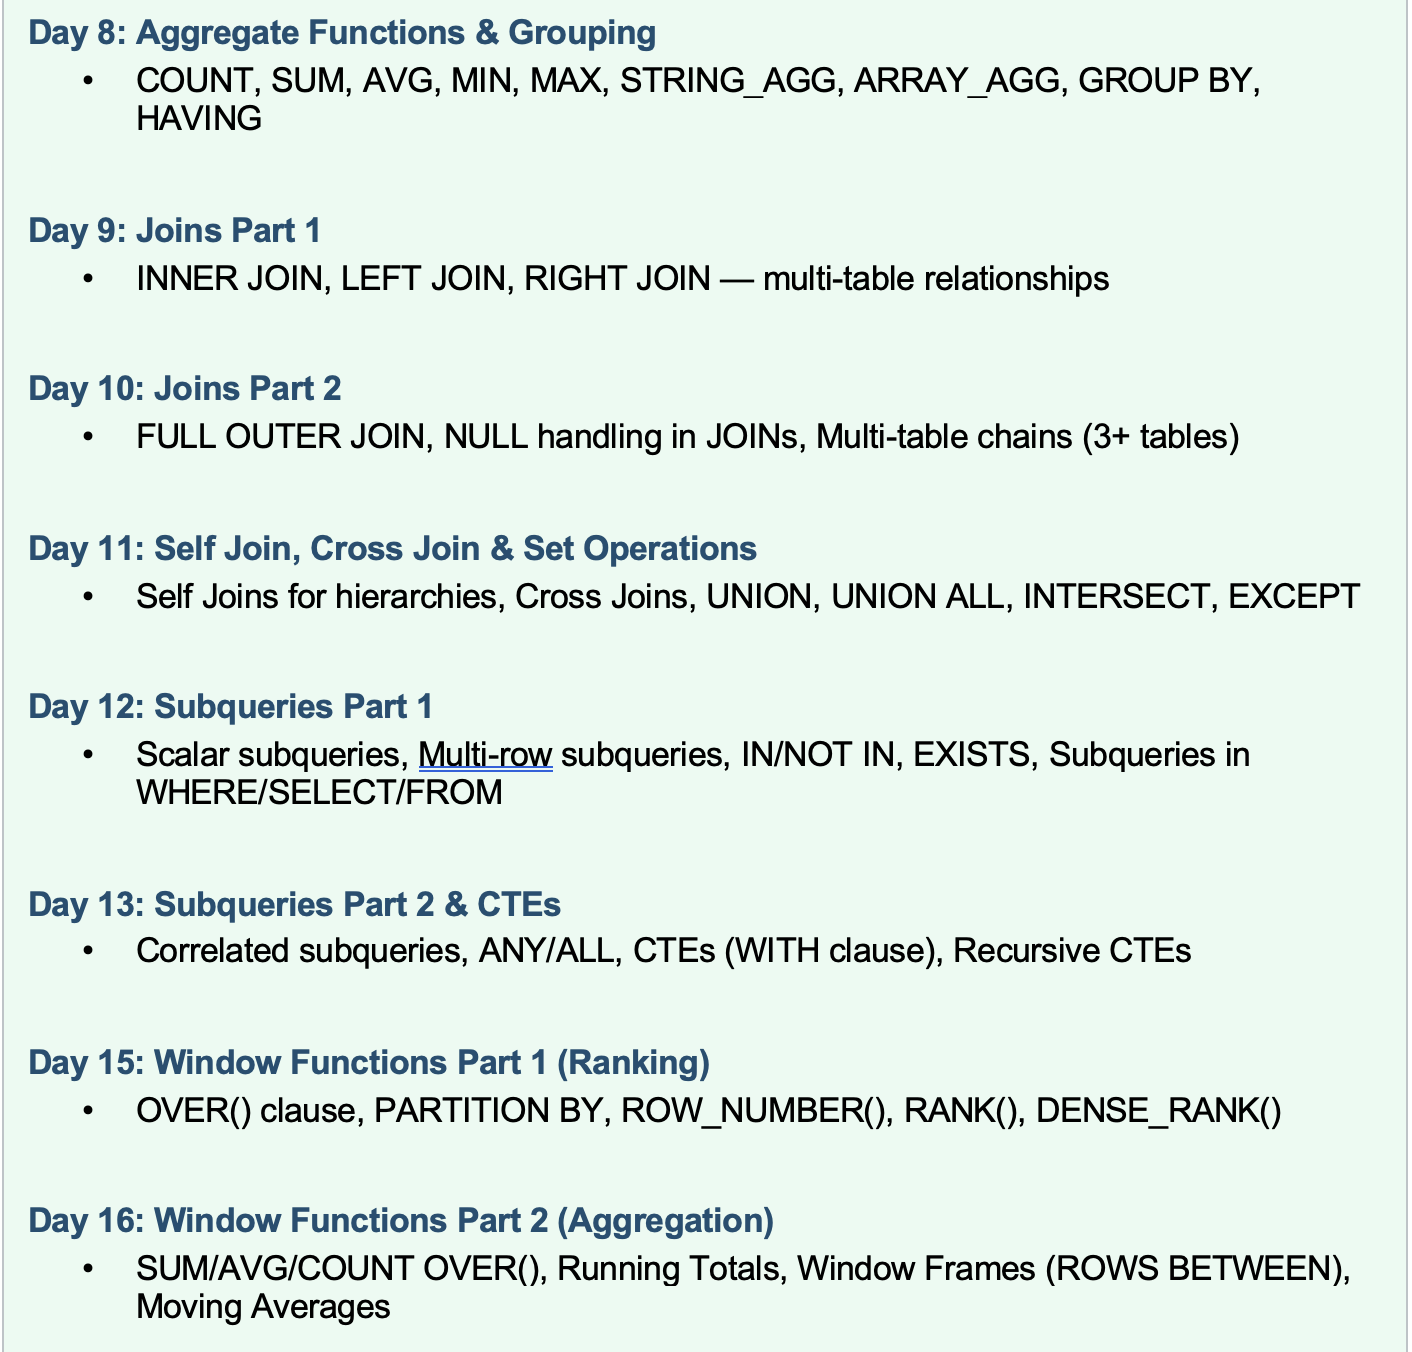 Day 8: Aggregate Functions & Grouping
• COUNT, SUM, AVG, MIN, MAX, STRING_AGG, ARRAY_AGG, GROUP BY,
HAVING
Day 9: Joins Part 1
• INNER JOIN, LEFT JOIN, RIGHT JOIN — multi-table relationships
Day 10: Joins Part 2
• FULL OUTER JOIN, NULL handling in JOINs, Multi-table chains (3+ tables)
Day 11: Self Join, Cross Join & Set Operations
• Self Joins for hierarchies, Cross Joins, UNION, UNION ALL, INTERSECT, EXCEPT
Day 12: Subqueries Part 1
• Scalar subqueries, Multi-row subqueries, IN/NOT IN, EXISTS, Subqueries in
WHERE/SELECT/FROM
Day 13: Subqueries Part 2 & CTEs
• Correlated subqueries, ANY/ALL, CTEs (WITH clause), Recursive CTEs
Day 15: Window Functions Part 1 (Ranking)
• OVER() clause, PARTITION BY, ROW_NUMBER(), RANK(), DENSE_RANK()
Day 16: Window Functions Part 2 (Aggregation)
• SUM/AVG/COUNT OVER(), Running Totals, Window Frames (ROWS BETWEEN),
Moving Averages